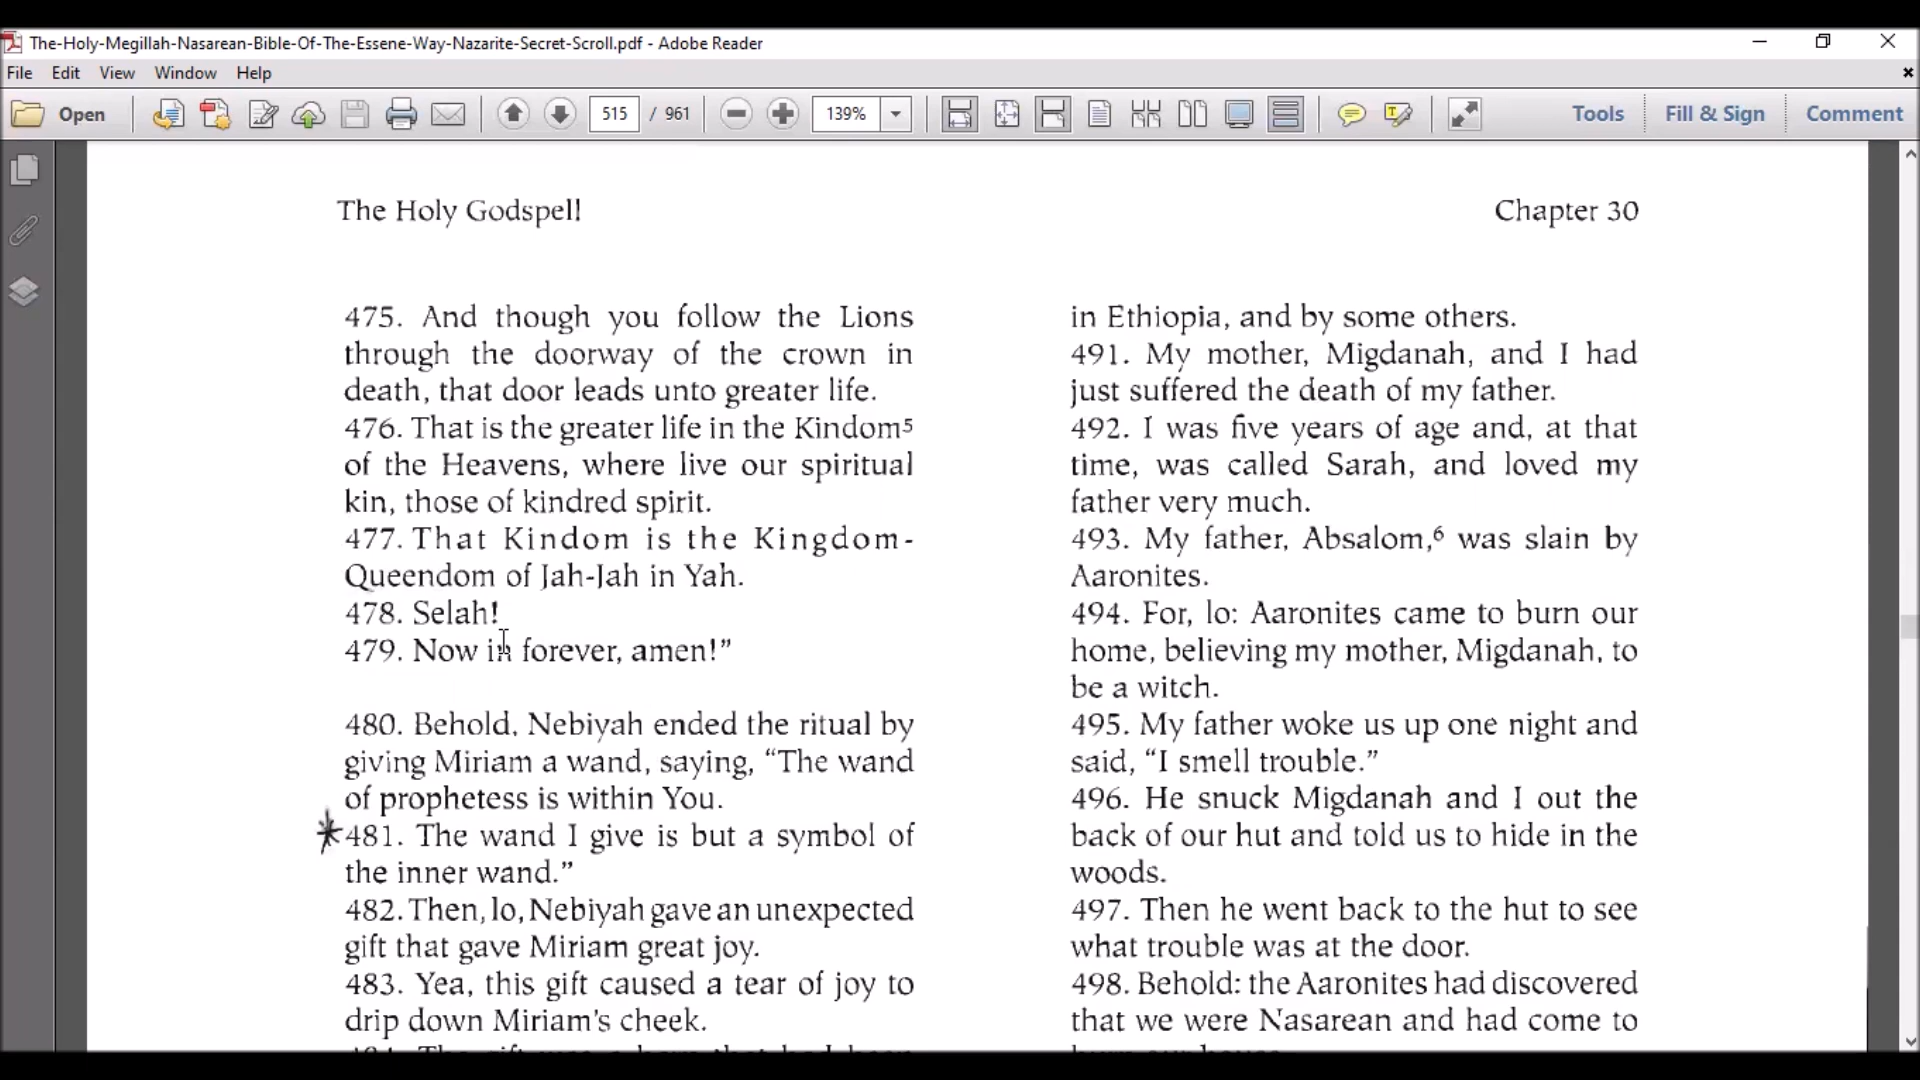 The-Holy-Megillah-Nasarean-Bible-Of-The-Essene-Way-Nazarite-Secret-Scroll.pdf - Adobe Reader
File Edit View Window Help
Open 515 / 961 139% Tools Fill & Sign Comment
The Holy Godspell
Chapter 30
475. And though you follow the Lions
through the doorway of the crown in
death, that door leads unto greater life.
476. That is the greater life in the Kindom5
of the Heavens, where live our spiritual
kin, those of kindred spirit.
477. That Kindom is the Kingdom-
Queendom of Jah-Jah in Yah.
478. Selah!
479. Now in forever, amen!”
480. Behold, Nebiyah ended the ritual by
giving Miriam a wand, saying, “The wand
of prophetess is within You.
*481. The wand I give is but a symbol of
the inner wand.”
482. Then, lo, Nebiyah gave an unexpected
gift that gave Miriam great joy.
483. Yea, this gift caused a tear of joy to
drip down Miriam’s cheek.
in Ethiopia, and by some others.
491. My mother, Migdanah, and I had
just suffered the death of my father.
492. I was five years of age and, at that
time, was called Sarah, and loved my
father very much.
493. My father, Absalom,6 was slain by
Aaronites.
494. For, lo: Aaronites came to burn our
home, believing my mother, Migdanah, to
be a witch.
495. My father woke us up one night and
said, “I smell trouble.”
496. He snuck Migdanah and I out the
back of our hut and told us to hide in the
woods.
497. Then he went back to the hut to see
what trouble was at the door.
498. Behold: the Aaronites had discovered
that we were Nasarean and had come to